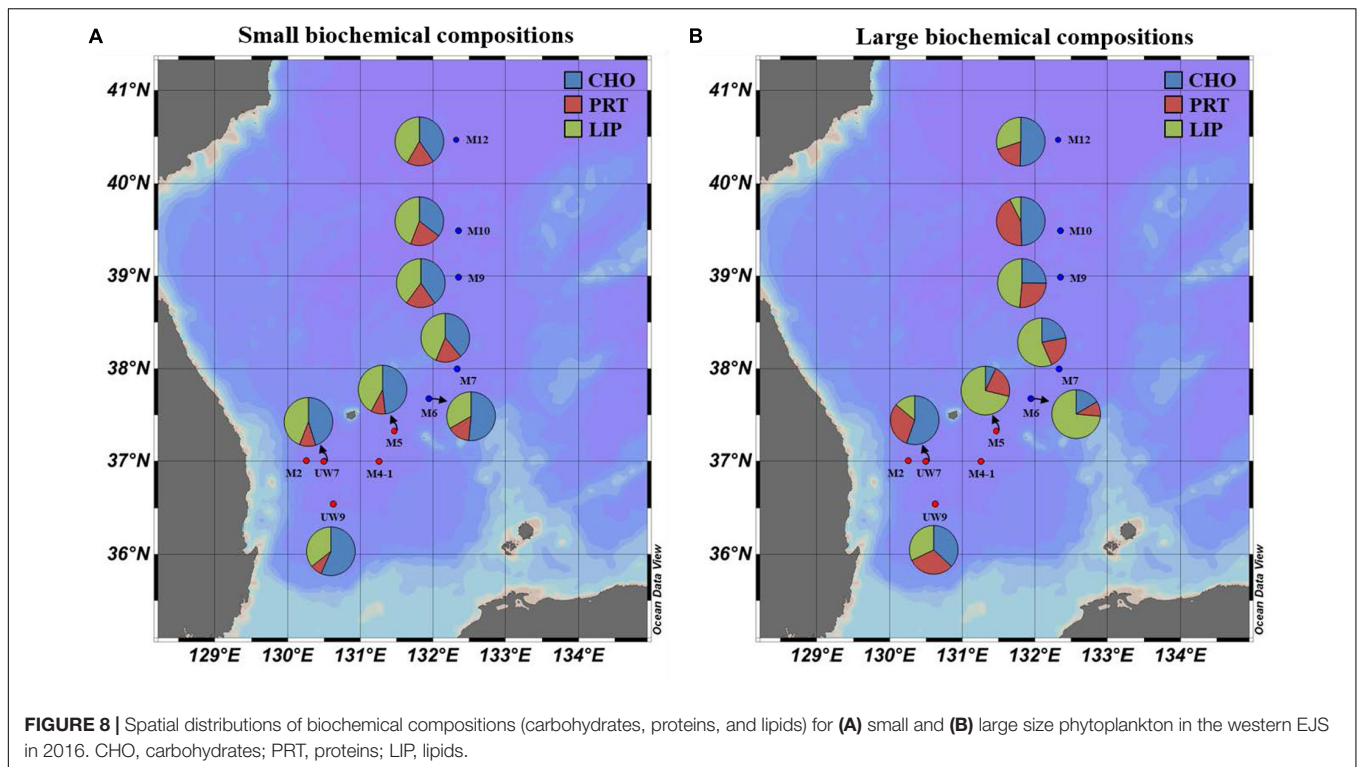 A
Small biochemical compositions
CHO
PRT
LIP
41°N
40°N
39°N
38°N
37°N
36°N
M12
M10
M9
M7
M6
M5
M2
UW7
M4-1
UW9
Ocean Data View
129°E
130°E
131°E
132°E
133°E
134°E
B
Large biochemical compositions
CHO
PRT
LIP
41°N
40°N
39°N
38°N
37°N
36°N
M12
M10
M9
M7
M6
M5
M2
UW7
M4-1
UW9
Ocean Data View
129°E
130°E
131°E
132°E
133°E
134°E
FIGURE 8 | Spatial distributions of biochemical compositions (carbohydrates, proteins, and lipids) for (A) small and (B) large size phytoplankton in the western EJS
in 2016. CHO, carbohydrates; PRT, proteins; LIP, lipids.